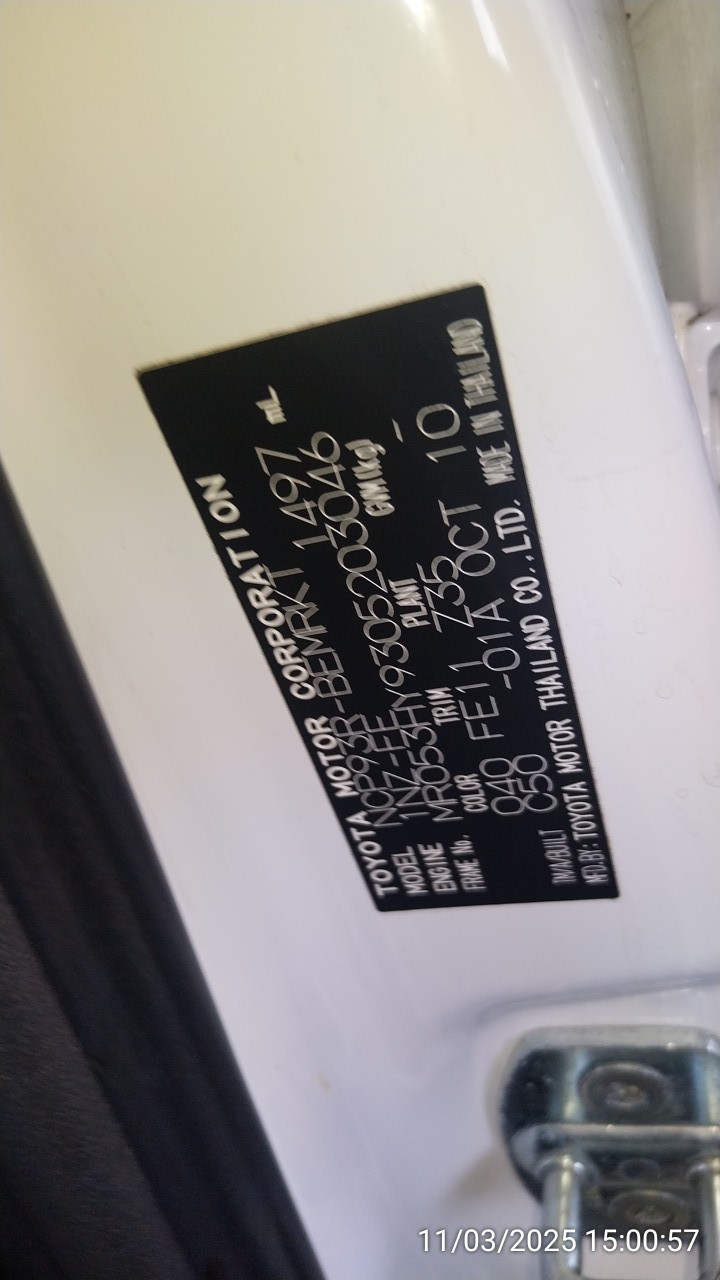 TOYOTA MOTOR CORPORATION
MODEL NCP93R-BEMRKT 1497 mL
ENGINE 1NZ-FE
FRAME No. MR053HY9305203046
COLOR TRIM PLANT GVM(kg)
040 FE11 Z35 -
C50 -01A OCT 10
TMA/BUILT
MFD.BY: TOYOTA MOTOR THAILAND CO.,LTD. MADE IN THAILAND
11/03/2025 15:00:57